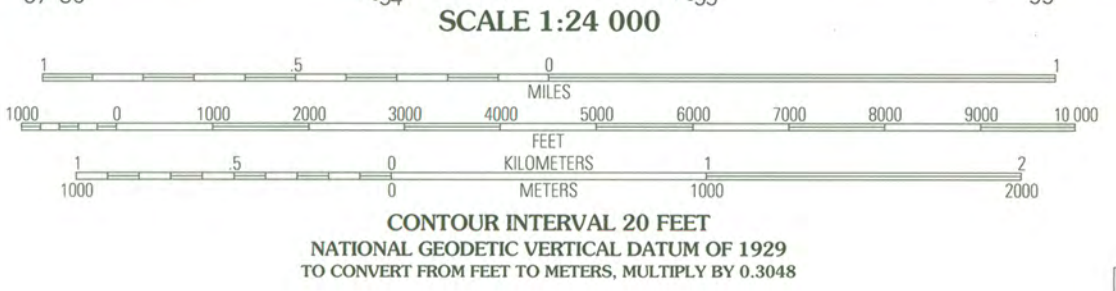 SCALE 1:24 000
1 .5 0 1
MILES
1000 0 1000 2000 3000 4000 5000 6000 7000 8000 9000 10 000
FEET
1 .5 0 KILOMETERS 1 2
1000 0 METERS 1000 2000
CONTOUR INTERVAL 20 FEET
NATIONAL GEODETIC VERTICAL DATUM OF 1929
TO CONVERT FROM FEET TO METERS, MULTIPLY BY 0.3048